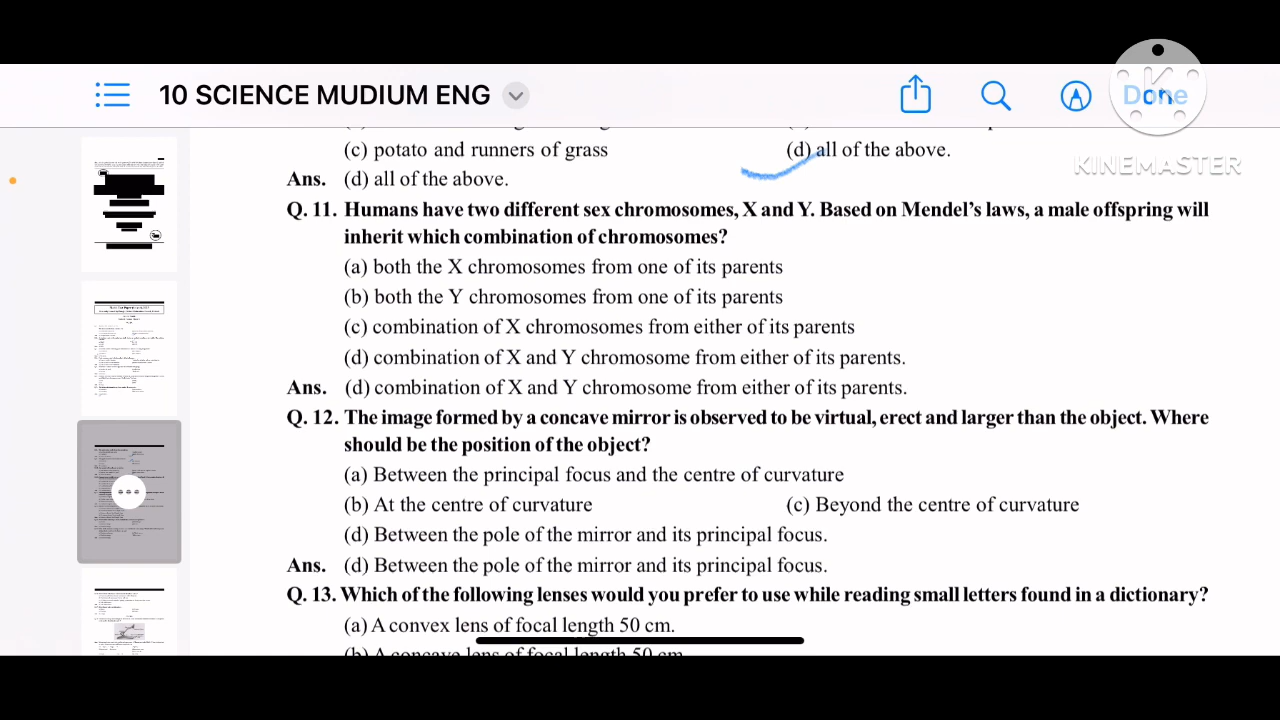 10 SCIENCE MUDIUM ENG
Done
KINEMASTER
(c) potato and runners of grass (d) all of the above.
Ans. (d) all of the above.
Q. 11. Humans have two different sex chromosomes, X and Y. Based on Mendel's laws, a male offspring will
inherit which combination of chromosomes?
(a) both the X chromosomes from one of its parents
(b) both the Y chromosomes from one of its parents
(c) combination of X chromosomes from either of its parents
(d) combination of X and Y chromosome from either of its parents.
Ans. (d) combination of X and Y chromosome from either of its parents.
Q. 12. The image formed by a concave mirror is observed to be virtual, erect and larger than the object. Where
should be the position of the object?
(a) Between the principal focus and the centre of curvature
(b) At the centre of curvature (c) Beyond the centre of curvature
(d) Between the pole of the mirror and its principal focus.
Ans. (d) Between the pole of the mirror and its principal focus.
Q. 13. Which of the following lenses would you prefer to use while reading small letters found in a dictionary?
(a) A convex lens of focal length 50 cm.
(b) A concave lens of focal length 50 cm